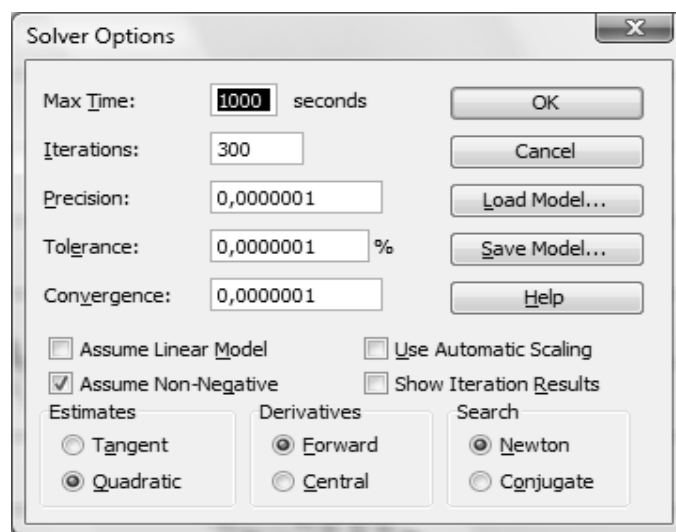 Solver Options
X
Max Time: 1000 seconds OK
Iterations: 300 Cancel
Precision: 0,0000001 Load Model...
Tolerance: 0,0000001 % Save Model...
Convergence: 0,0000001 Help
Assume Linear Model Use Automatic Scaling
Assume Non-Negative Show Iteration Results
Estimates Derivatives Search
Tangent Forward Newton
Quadratic Central Conjugate